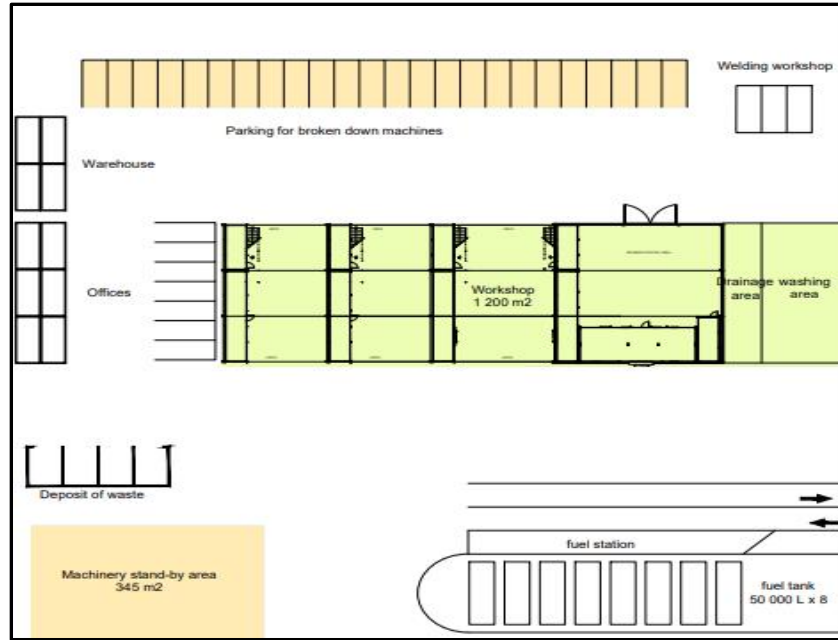 Welding workshop
Parking for broken down machines
Warehouse
Offices
Workshop
1 200 m2
Drainage washing
area area
Deposit of waste
fuel station
Machinery stand-by area
345 m2
fuel tank
50 000 L x 8